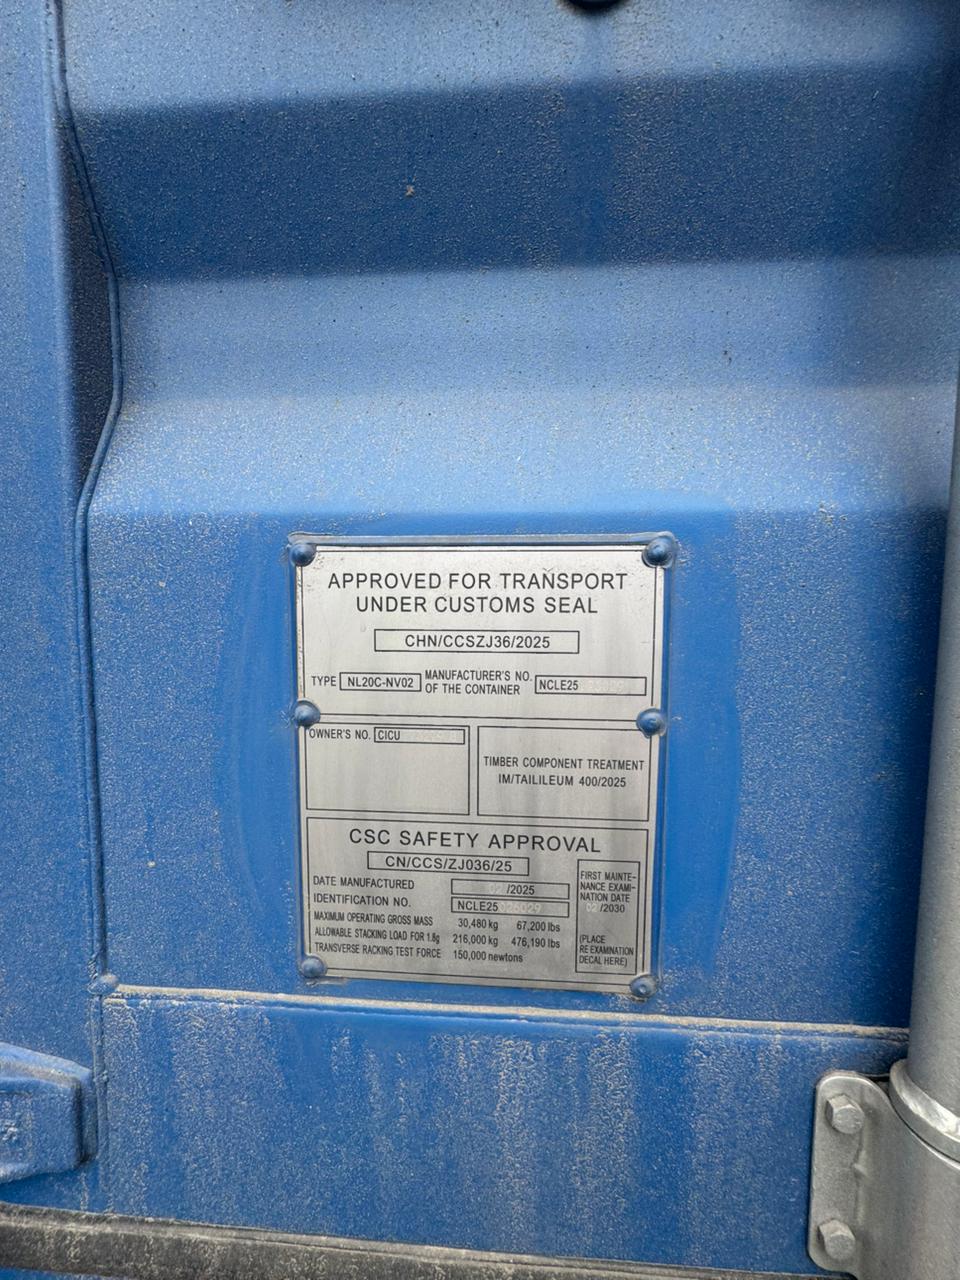 APPROVED FOR TRANSPORT
UNDER CUSTOMS SEAL
CHN/CCSZJ36/2025
TYPE NL20C-NV02 MANUFACTURER'S NO. OF THE CONTAINER NCLE25
OWNER'S NO. CICU
TIMBER COMPONENT TREATMENT
IM/TAILILEUM 400/2025
CSC SAFETY APPROVAL
CN/CCS/ZJ036/25
DATE MANUFACTURED 02/2025
IDENTIFICATION NO. NCLE25
MAXIMUM OPERATING GROSS MASS 30,480 kg 67,200 lbs
ALLOWABLE STACKING LOAD FOR 1.8g 216,000 kg 476,190 lbs
TRANSVERSE RACKING TEST FORCE 150,000 newtons
FIRST MAINTE-
NANCE EXAMI-
NATION DATE
02/2030
(PLACE
RE EXAMINATION
DECAL HERE)